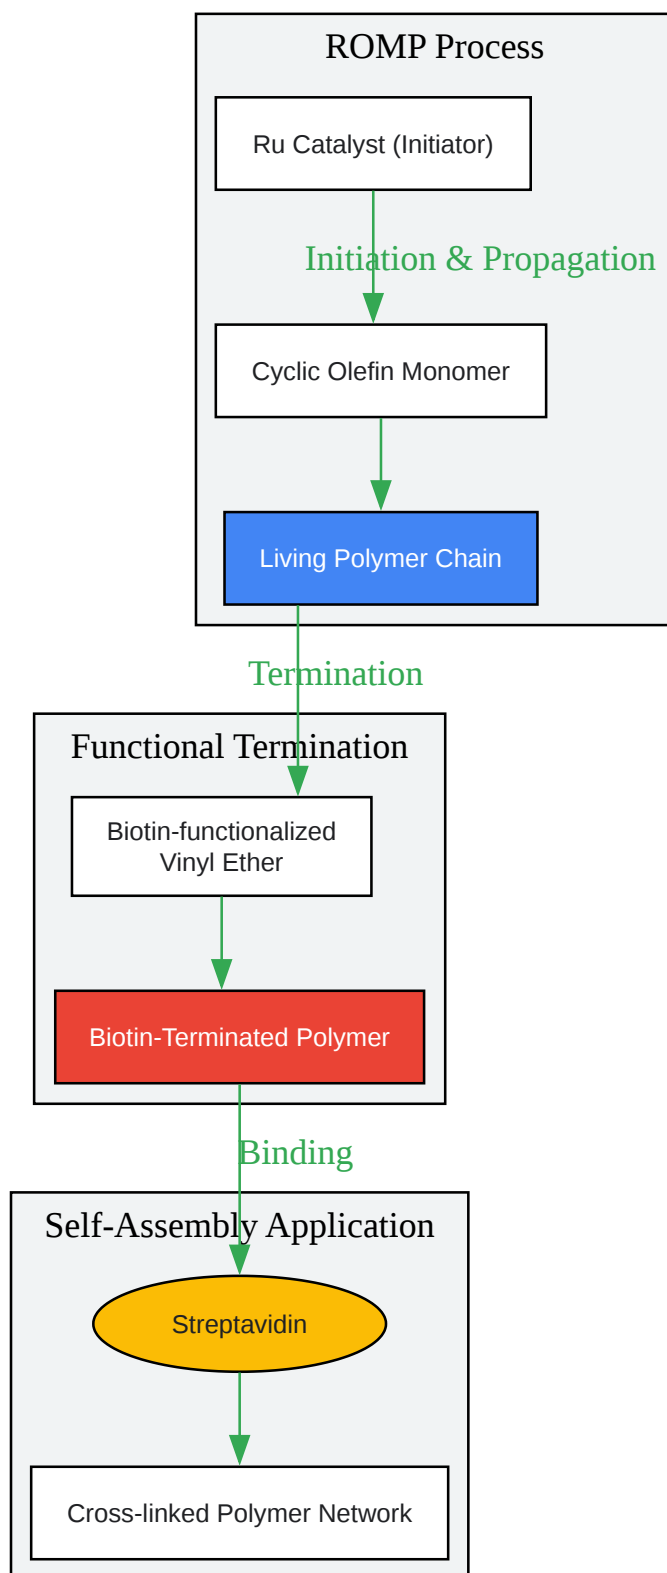 ROMP Process
Ru Catalyst (Initiator)
Initiation & Propagation
Cyclic Olefin Monomer
Living Polymer Chain
Termination
Functional Termination
Biotin-functionalized
Vinyl Ether
Biotin-Terminated Polymer
Binding
Self-Assembly Application
Streptavidin
Cross-linked Polymer Network